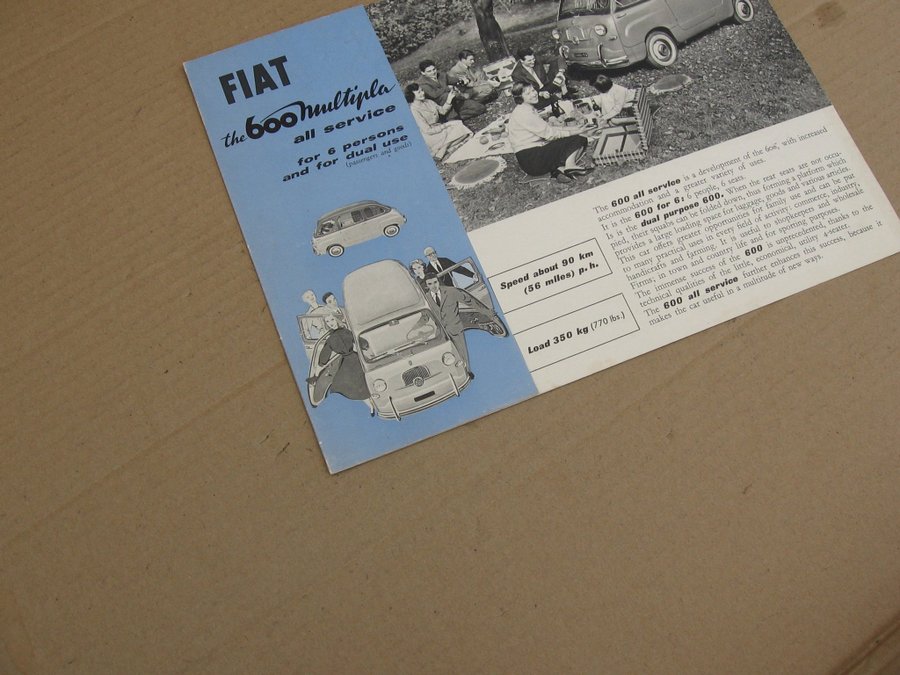 FIAT
the 600 multipla
all service
for 6 persons
and for dual use
(passengers and goods)
Speed about 90 km
(56 miles) p. h.
Load 350 kg (770 lbs.)
The 600 all service is a development of the 600, with increased
accommodation and a greater variety of uses.
It is the 600 for 6: 6 people, 6 seats.
Is is the dual purpose 600. When the rear seats are not occu-
pied, their squabs can be folded down, thus forming a platform which
provides a large loading space for luggage, goods and various articles.
This car offers greater opportunities for family use and can be put
to many practical uses in every field of activity: commerce, industry,
handicrafts and farming. It is useful to shopkeepers and wholesale
Firms, in town and country life and for sporting purposes.
The immense success of the 600 is unprecedented, thanks to the
technical qualities of the little, economical, utility 4-seater.
The 600 all service further enhances this success, because it
makes the car useful in a multitude of new ways.